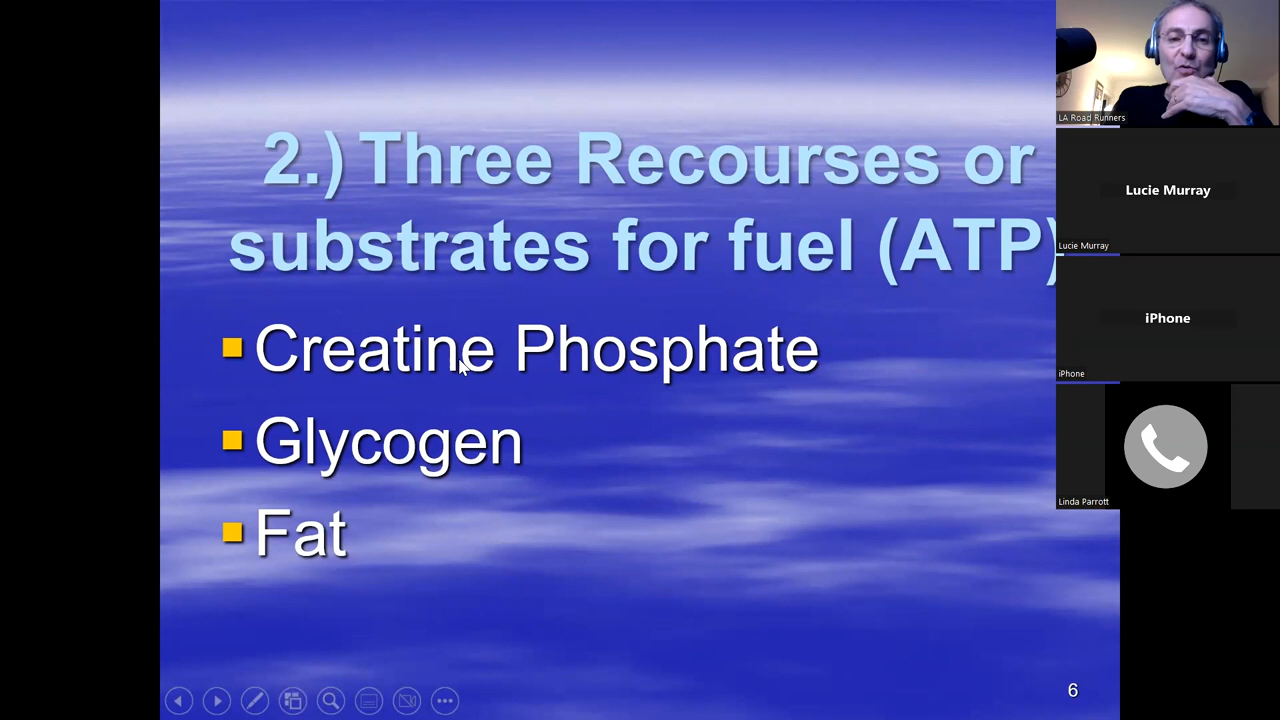 2.) Three Recourses or
substrates for fuel (ATP)
Creatine Phosphate
Glycogen
Fat
6
LA Road Runners
Lucie Murray
Lucie Murray
iPhone
iPhone
Linda Parrott